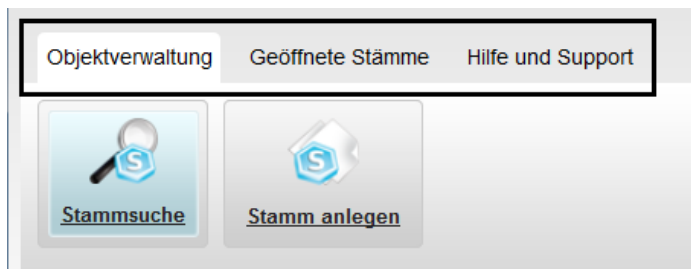 Objektverwaltung Geöffnete Stämme Hilfe und Support
S S
Stammsuche Stamm anlegen